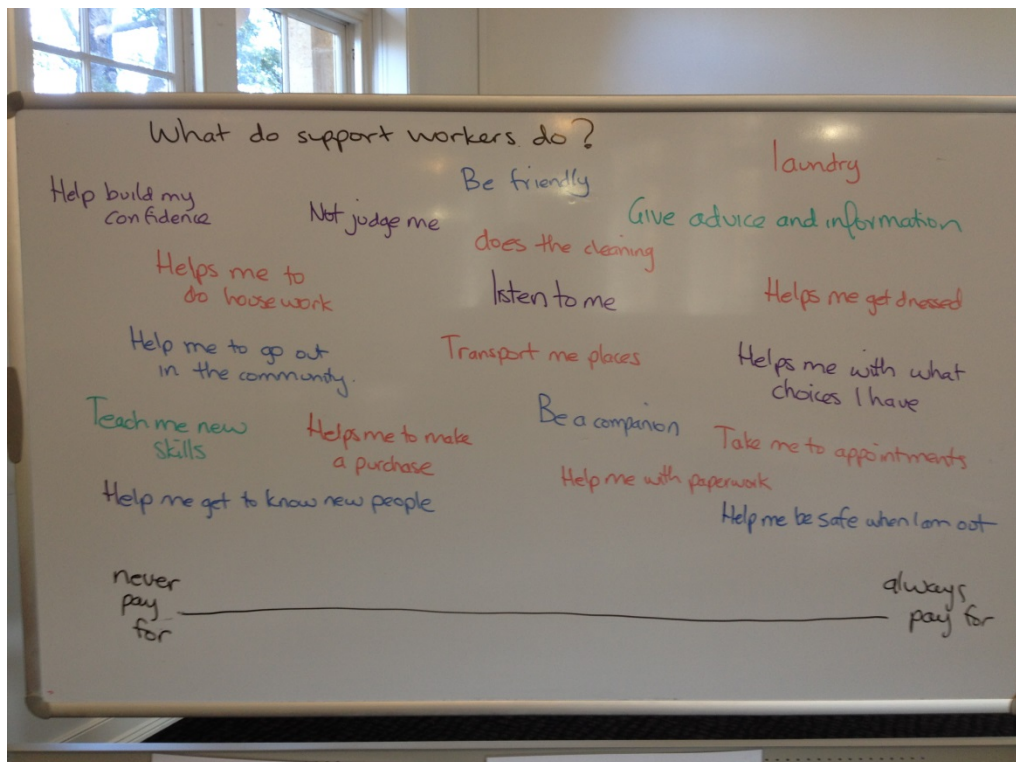 What do support workers do?
laundry
Be friendly
Help build my
confidence
Not judge me
Give advice and information
does the cleaning
Helps me to
do housework
listen to me
Helps me get dressed
Help me to go out
in the community.
Transport me places
Helps me with what
choices I have
Teach me new
skills
Helps me to make
a purchase
Be a companion
Take me to appointments
Help me with paperwork
Help me get to know new people
Help me be safe when I am out
never
pay
for
always
pay for